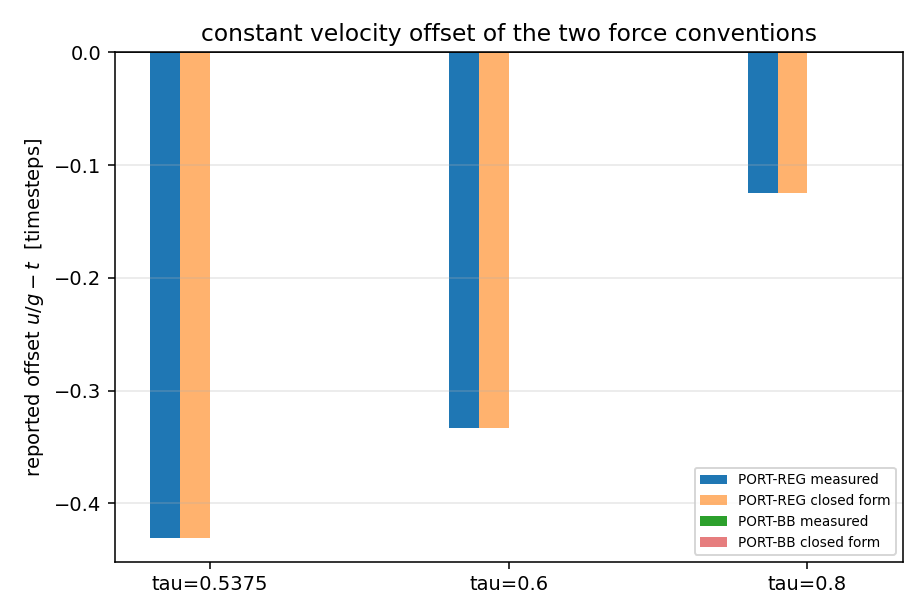 constant velocity offset of the two force conventions
reported offset u/g − t [timesteps]
0.0
−0.1
−0.2
−0.3
−0.4
tau=0.5375
tau=0.6
tau=0.8
PORT-REG measured
PORT-REG closed form
PORT-BB measured
PORT-BB closed form